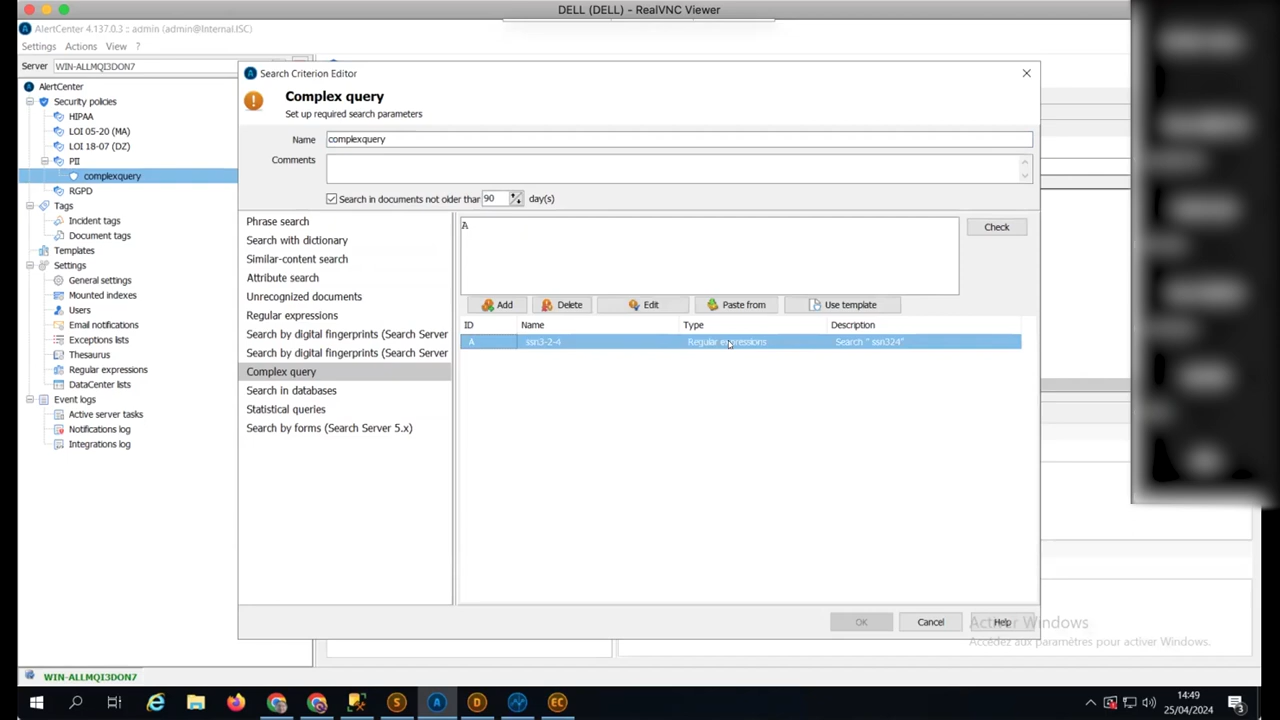 DELL (DELL) - RealVNC Viewer
AlertCenter 4.137.0.3 :: admin (admin@Internal.ISC)
Settings Actions View ?
Server WIN-ALLMQI3DON7
AlertCenter
Security policies
HIPAA
LOI 05-20 (MA)
LOI 18-07 (DZ)
PII
complexquery
RGPD
Tags
Incident tags
Document tags
Templates
Settings
General settings
Mounted indexes
Users
Email notifications
Exceptions lists
Thesaurus
Regular expressions
DataCenter lists
Event logs
Active server tasks
Notifications log
Integrations log
Search Criterion Editor
Complex query
Set up required search parameters
Name complexquery
Comments
Search in documents not older than 90 day(s)
Phrase search
Search with dictionary
Similar-content search
Attribute search
Unrecognized documents
Regular expressions
Search by digital fingerprints (Search Server
Search by digital fingerprints (Search Server
Complex query
Search in databases
Statistical queries
Search by forms (Search Server 5.x)
A
Check
Add Delete Edit Paste from Use template
ID Name Type Description
A ssn3-2-4 Regular expressions Search " ssn324"
OK Cancel Help
Activer Windows
Accédez aux paramètres pour activer Windows.
WIN-ALLMQI3DON7
14:49
25/04/2024
3